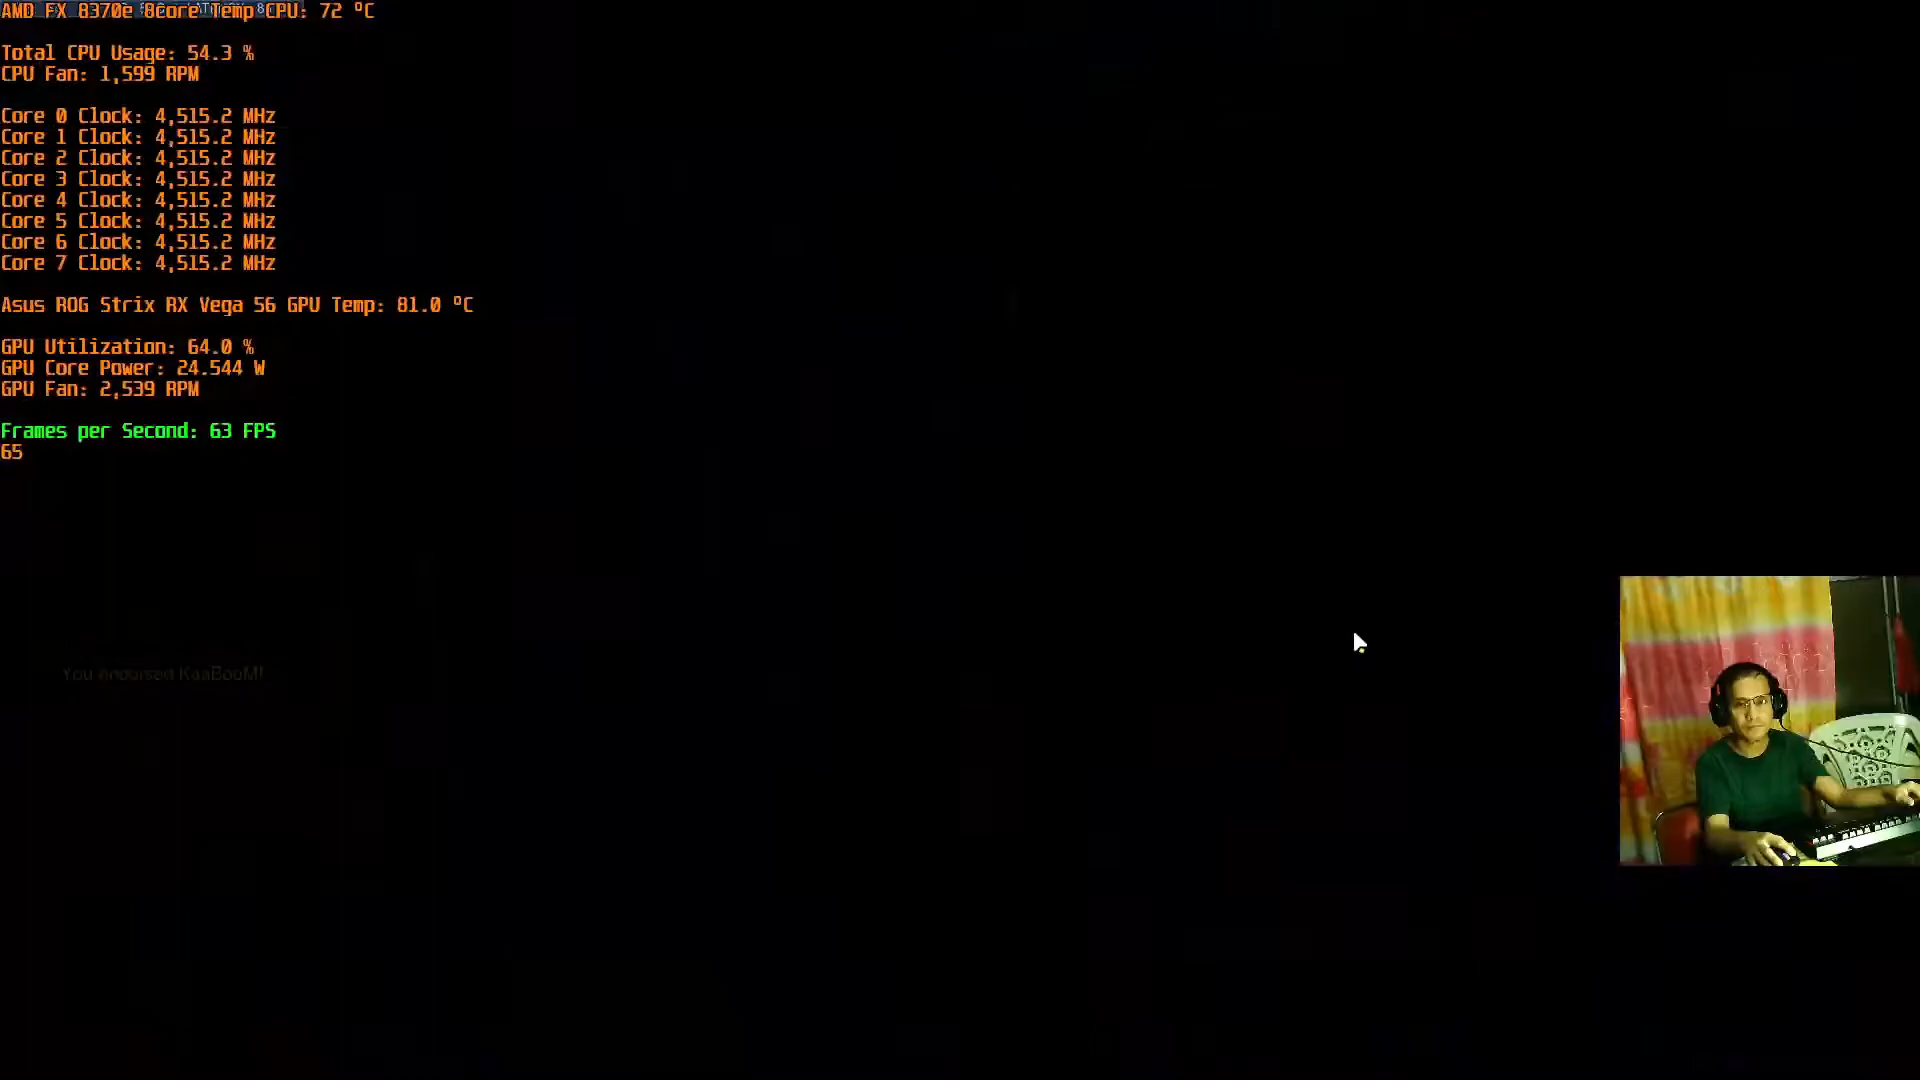 AMD FX 8370e 8core Temp CPU: 72 ºC
Total CPU Usage: 54.3 %
CPU Fan: 1,599 RPM
Core 0 Clock: 4,515.2 MHz
Core 1 Clock: 4,515.2 MHz
Core 2 Clock: 4,515.2 MHz
Core 3 Clock: 4,515.2 MHz
Core 4 Clock: 4,515.2 MHz
Core 5 Clock: 4,515.2 MHz
Core 6 Clock: 4,515.2 MHz
Core 7 Clock: 4,515.2 MHz
Asus ROG Strix RX Vega 56 GPU Temp: 81.0 ºC
GPU Utilization: 64.0 %
GPU Core Power: 24.544 W
GPU Fan: 2,539 RPM
Frames per Second: 63 FPS
65
You endorsed KaaBooM!